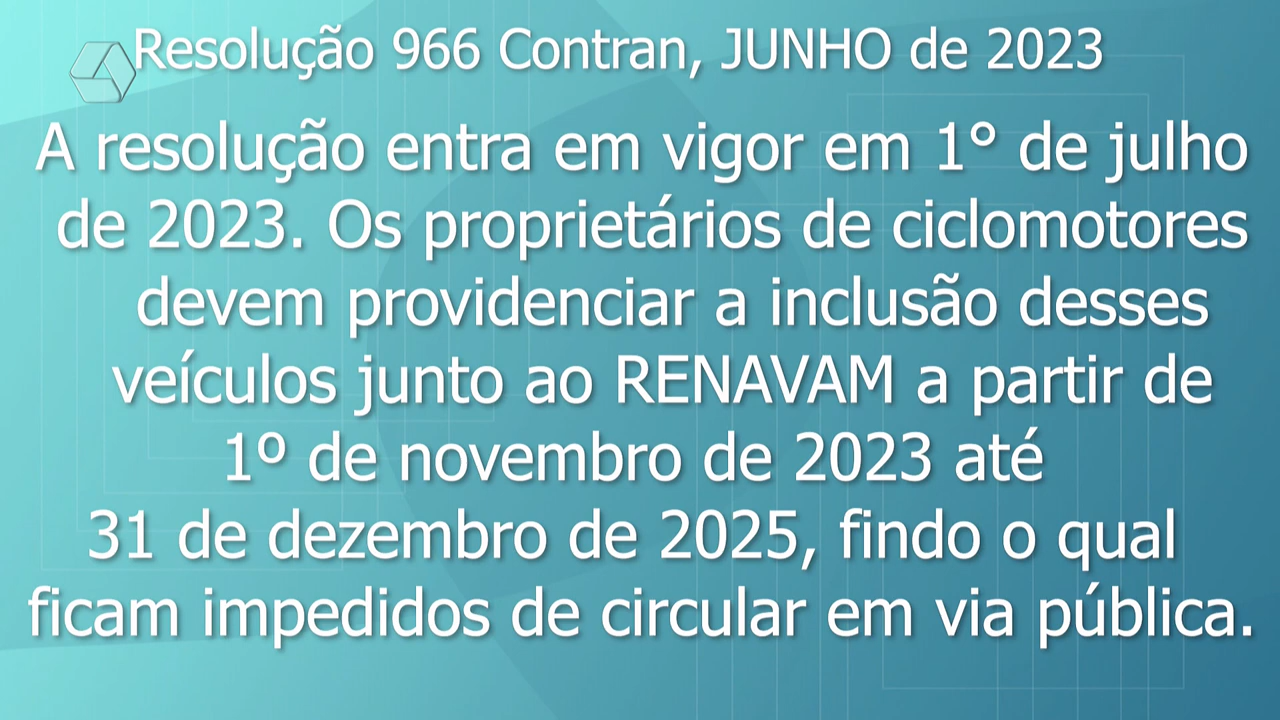 Resolução 966 Contran, JUNHO de 2023
A resolução entra em vigor em 1° de julho
de 2023. Os proprietários de ciclomotores
devem providenciar a inclusão desses
veículos junto ao RENAVAM a partir de
1º de novembro de 2023 até
31 de dezembro de 2025, findo o qual
ficam impedidos de circular em via pública.